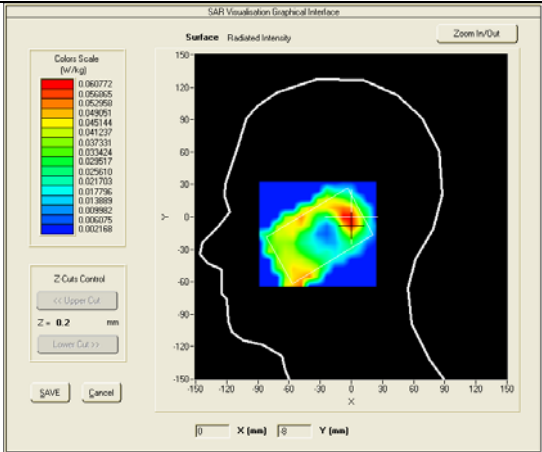 SAR Visualisation Graphical Interface
Surface Radiated Intensity
Zoom In/Out
Colors Scale
(W/kg)
0.060772
0.056865
0.052958
0.049051
0.045144
0.041237
0.037331
0.033424
0.029517
0.025610
0.021703
0.017796
0.013889
0.009982
0.006075
0.002168
Z-Cuts Control
<< Upper Cut
Z = 0.2 mm
Lower Cut >>
SAVE Cancel
150-
120-
90-
60-
30-
0-
-30-
-60-
-90-
-120-
-150-
Y
-150 -120 -90 -60 -30 0 30 60 90 120 150
X
0 X (mm) -8 Y (mm)